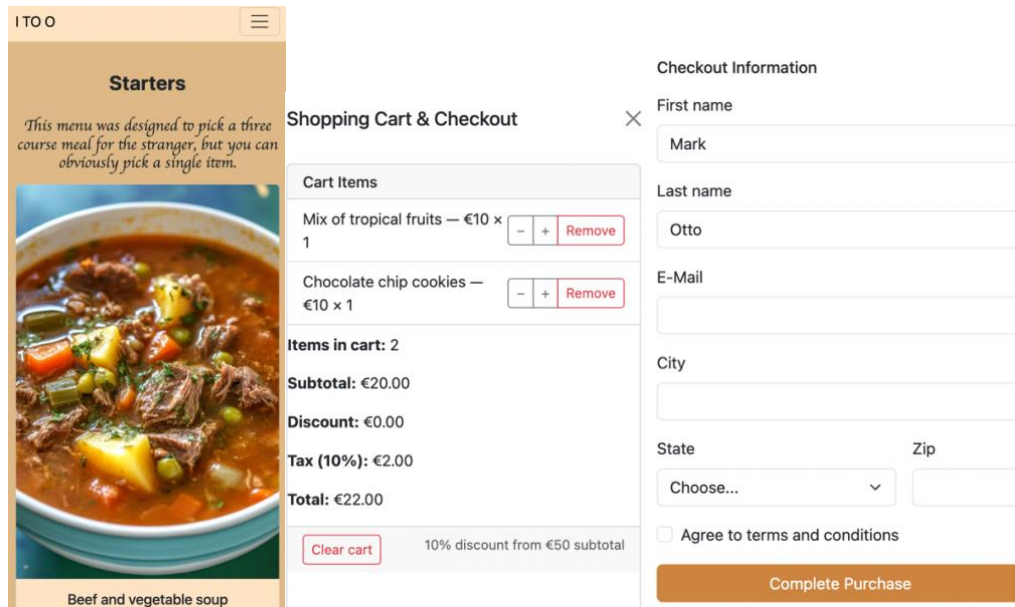 I TO O
Starters
This menu was designed to pick a three
course meal for the stranger, but you can
obviously pick a single item.
Beef and vegetable soup
Shopping Cart & Checkout
Cart Items
Mix of tropical fruits — €10 ×
1
− + Remove
Chocolate chip cookies —
€10 × 1
− + Remove
Items in cart: 2
Subtotal: €20.00
Discount: €0.00
Tax (10%): €2.00
Total: €22.00
Clear cart
10% discount from €50 subtotal
Checkout Information
First name
Mark
Last name
Otto
E-Mail
City
State
Zip
Choose...
Agree to terms and conditions
Complete Purchase